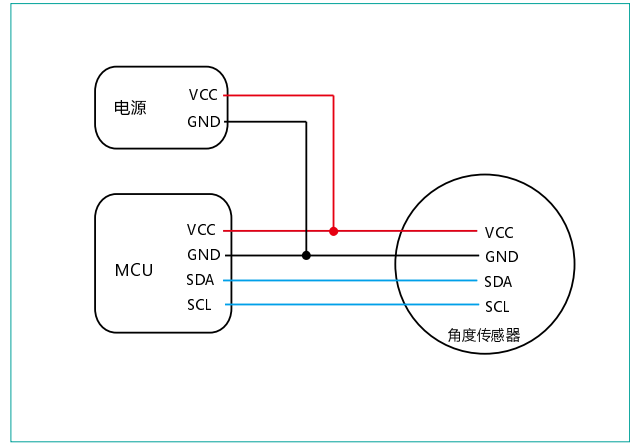 电源
VCC
GND
MCU
VCC
GND
SDA
SCL
VCC
GND
SDA
SCL
角度传感器